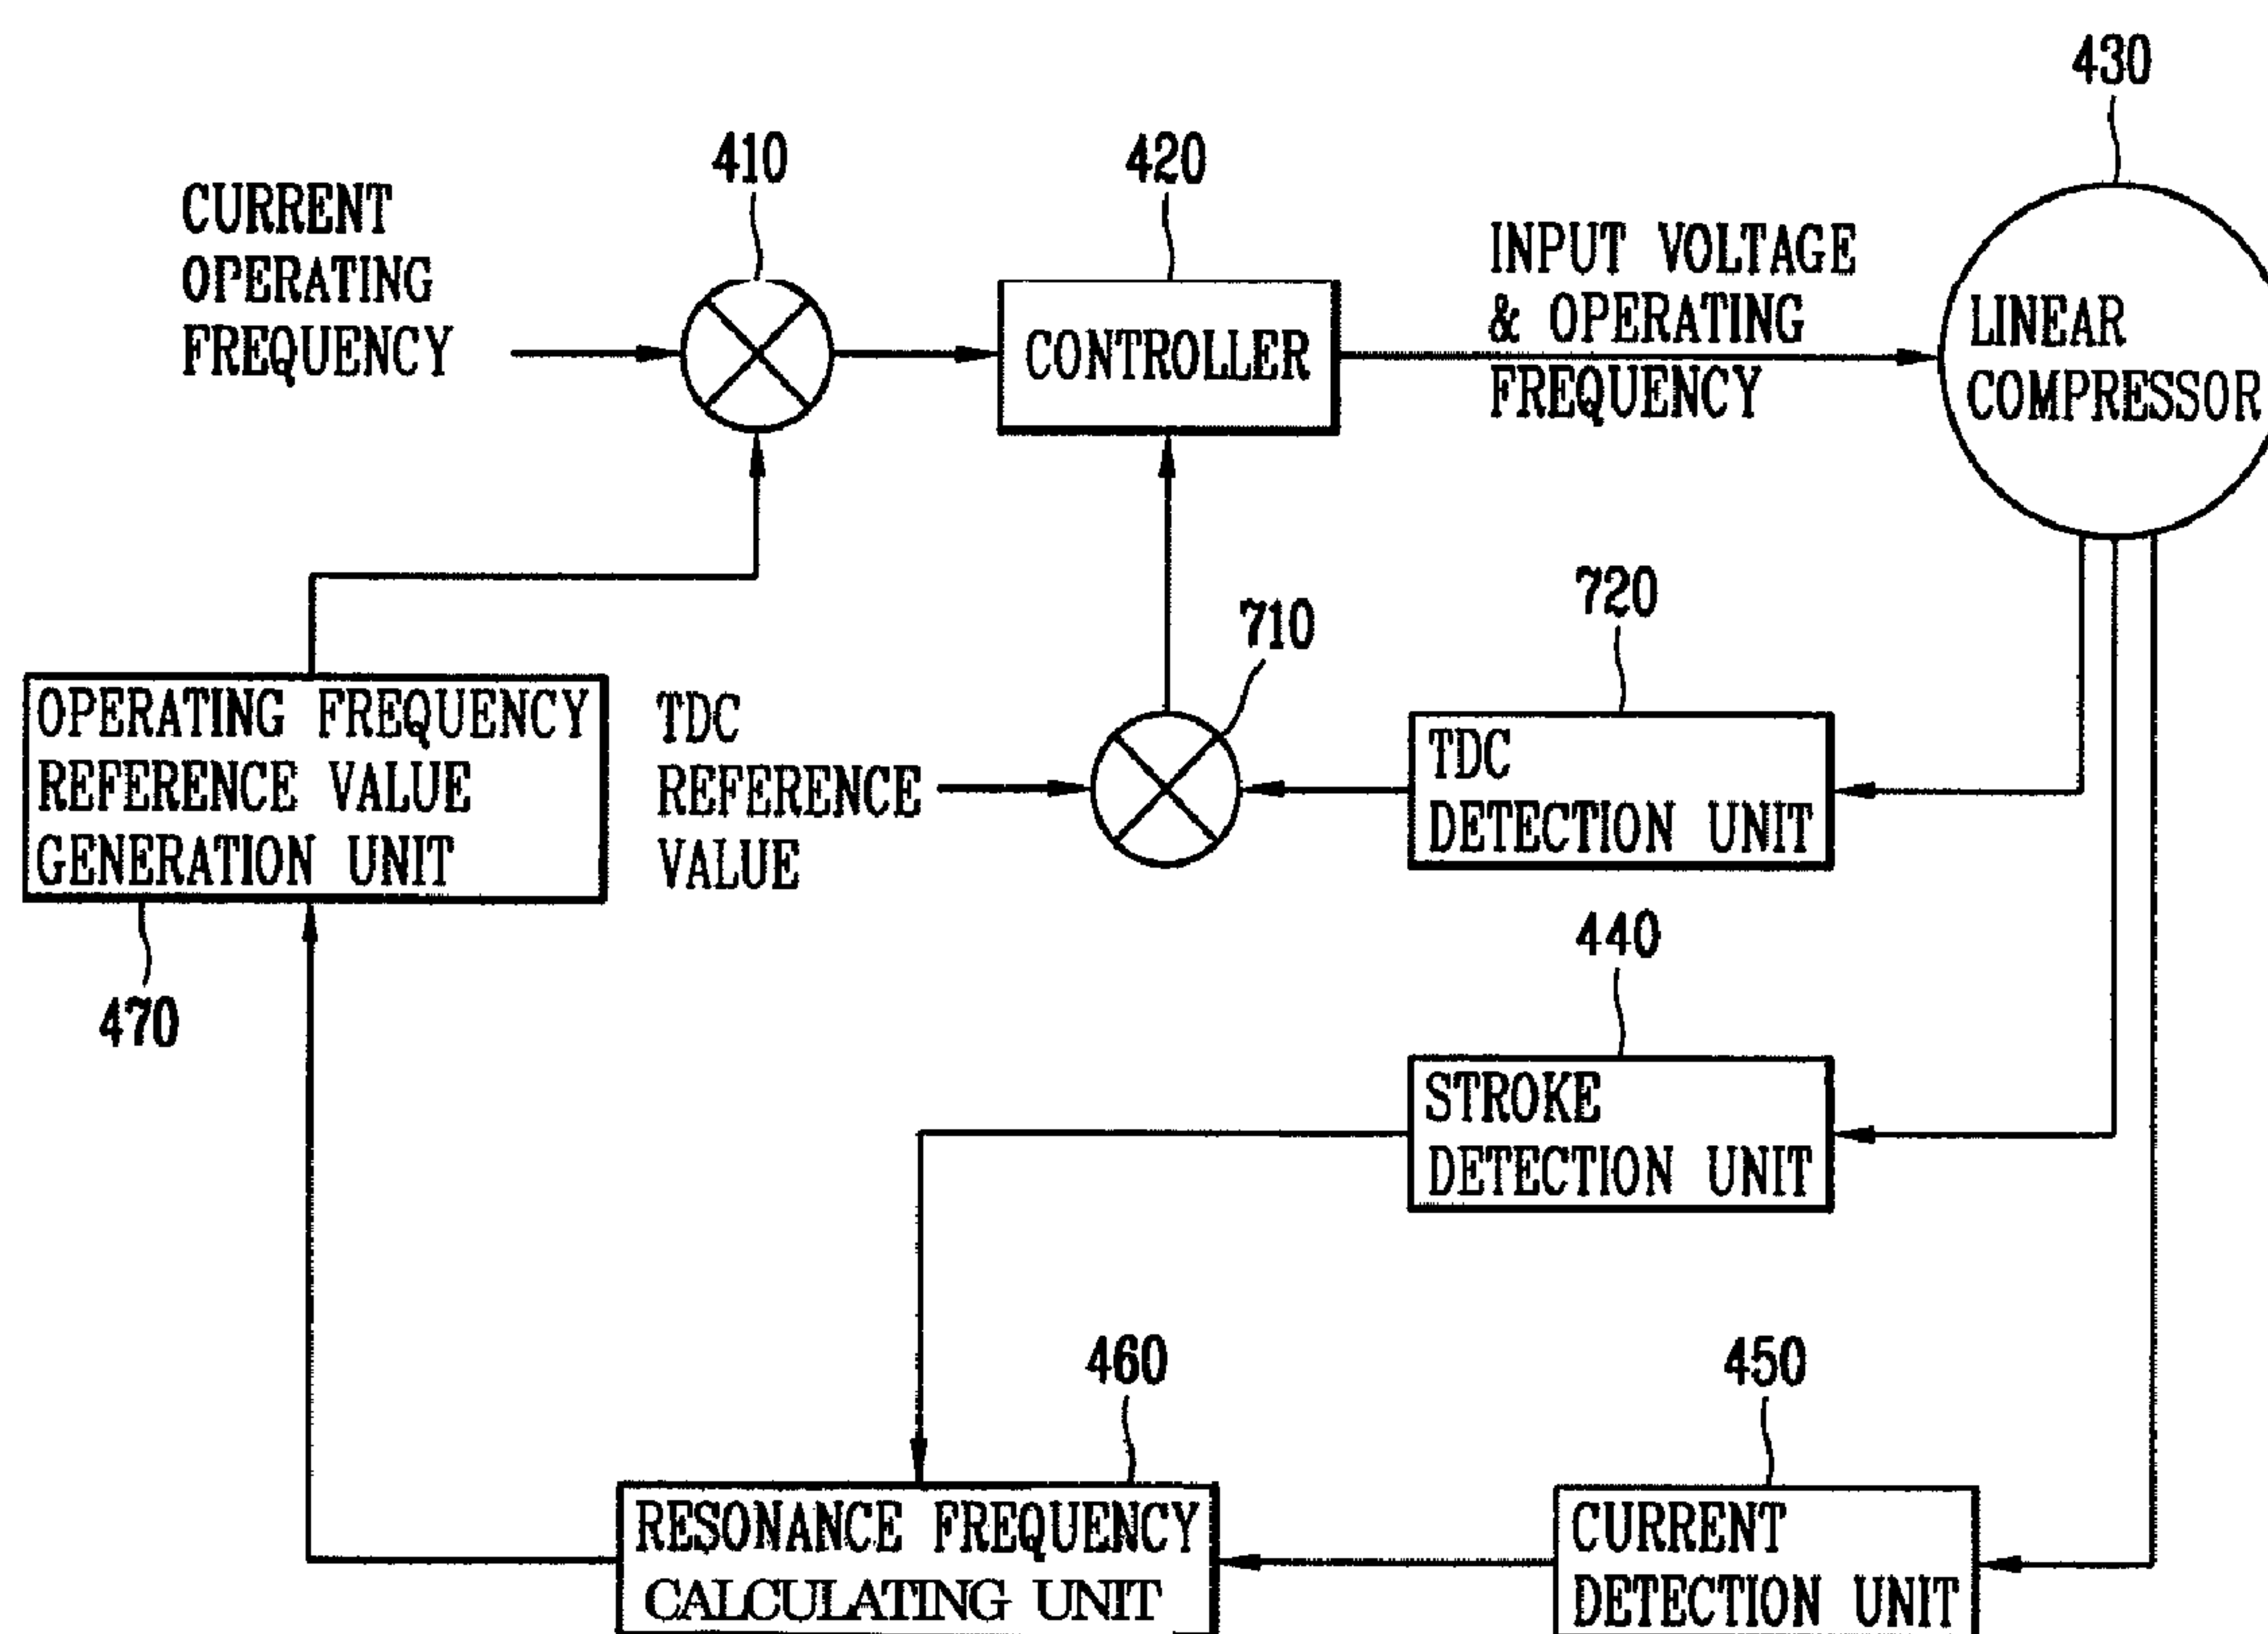 430
410
420
CURRENT
OPERATING
FREQUENCY
INPUT VOLTAGE
& OPERATING
FREQUENCY
CONTROLLER
LINEAR
COMPRESSOR
720
710
OPERATING FREQUENCY
REFERENCE VALUE
GENERATION UNIT
TDC
REFERENCE
VALUE
TDC
DETECTION UNIT
470
440
STROKE
DETECTION UNIT
460
450
RESONANCE FREQUENCY
CALCULATING UNIT
CURRENT
DETECTION UNIT